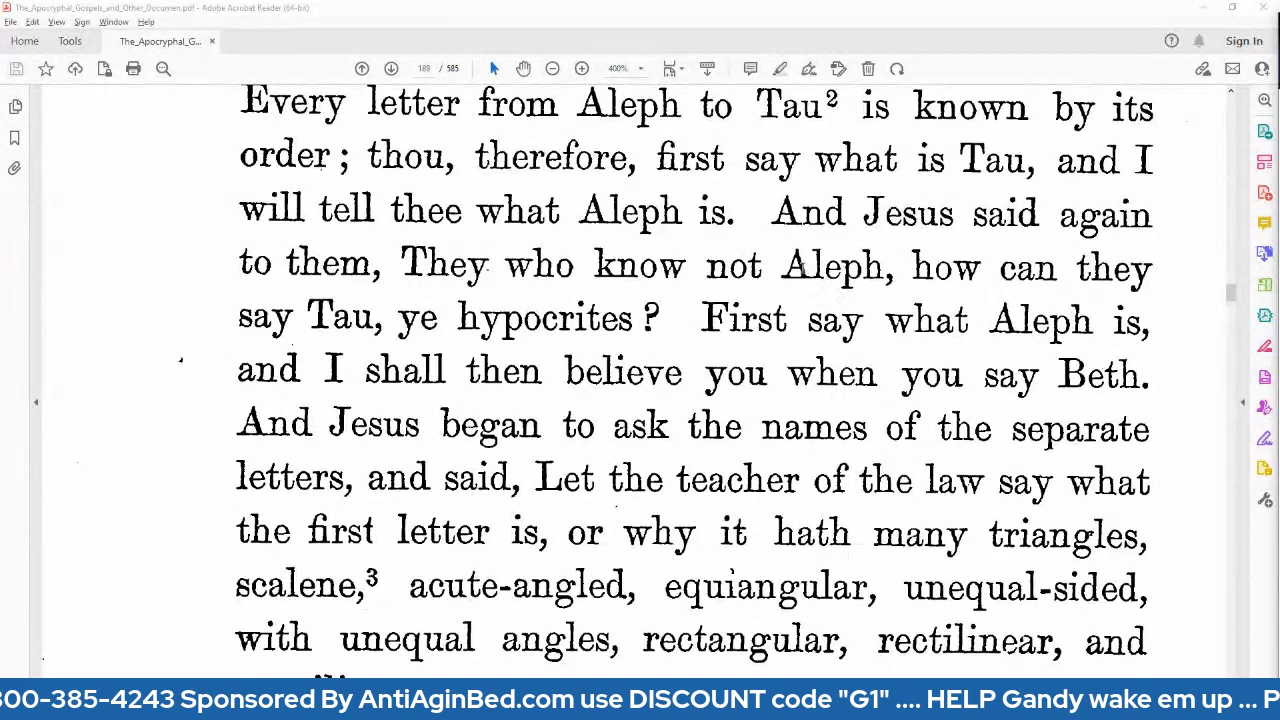 The_Apocryphal_Gospels_and_Other_Documen.pdf - Adobe Acrobat Reader (64-bit)
File Edit View Sign Window Help
Home Tools The_Apocryphal_G... × Sign In
189 / 585 400%
Every letter from Aleph to Tau² is known by its
order; thou, therefore, first say what is Tau, and I
will tell thee what Aleph is. And Jesus said again
to them, They who know not Aleph, how can they
say Tau, ye hypocrites? First say what Aleph is,
and I shall then believe you when you say Beth.
And Jesus began to ask the names of the separate
letters, and said, Let the teacher of the law say what
the first letter is, or why it hath many triangles,
scalene,³ acute-angled, equiangular, unequal-sided,
with unequal angles, rectangular, rectilinear, and
300-385-4243 Sponsored By AntiAginBed.com use DISCOUNT code "G1" .... HELP Gandy wake em up ... P